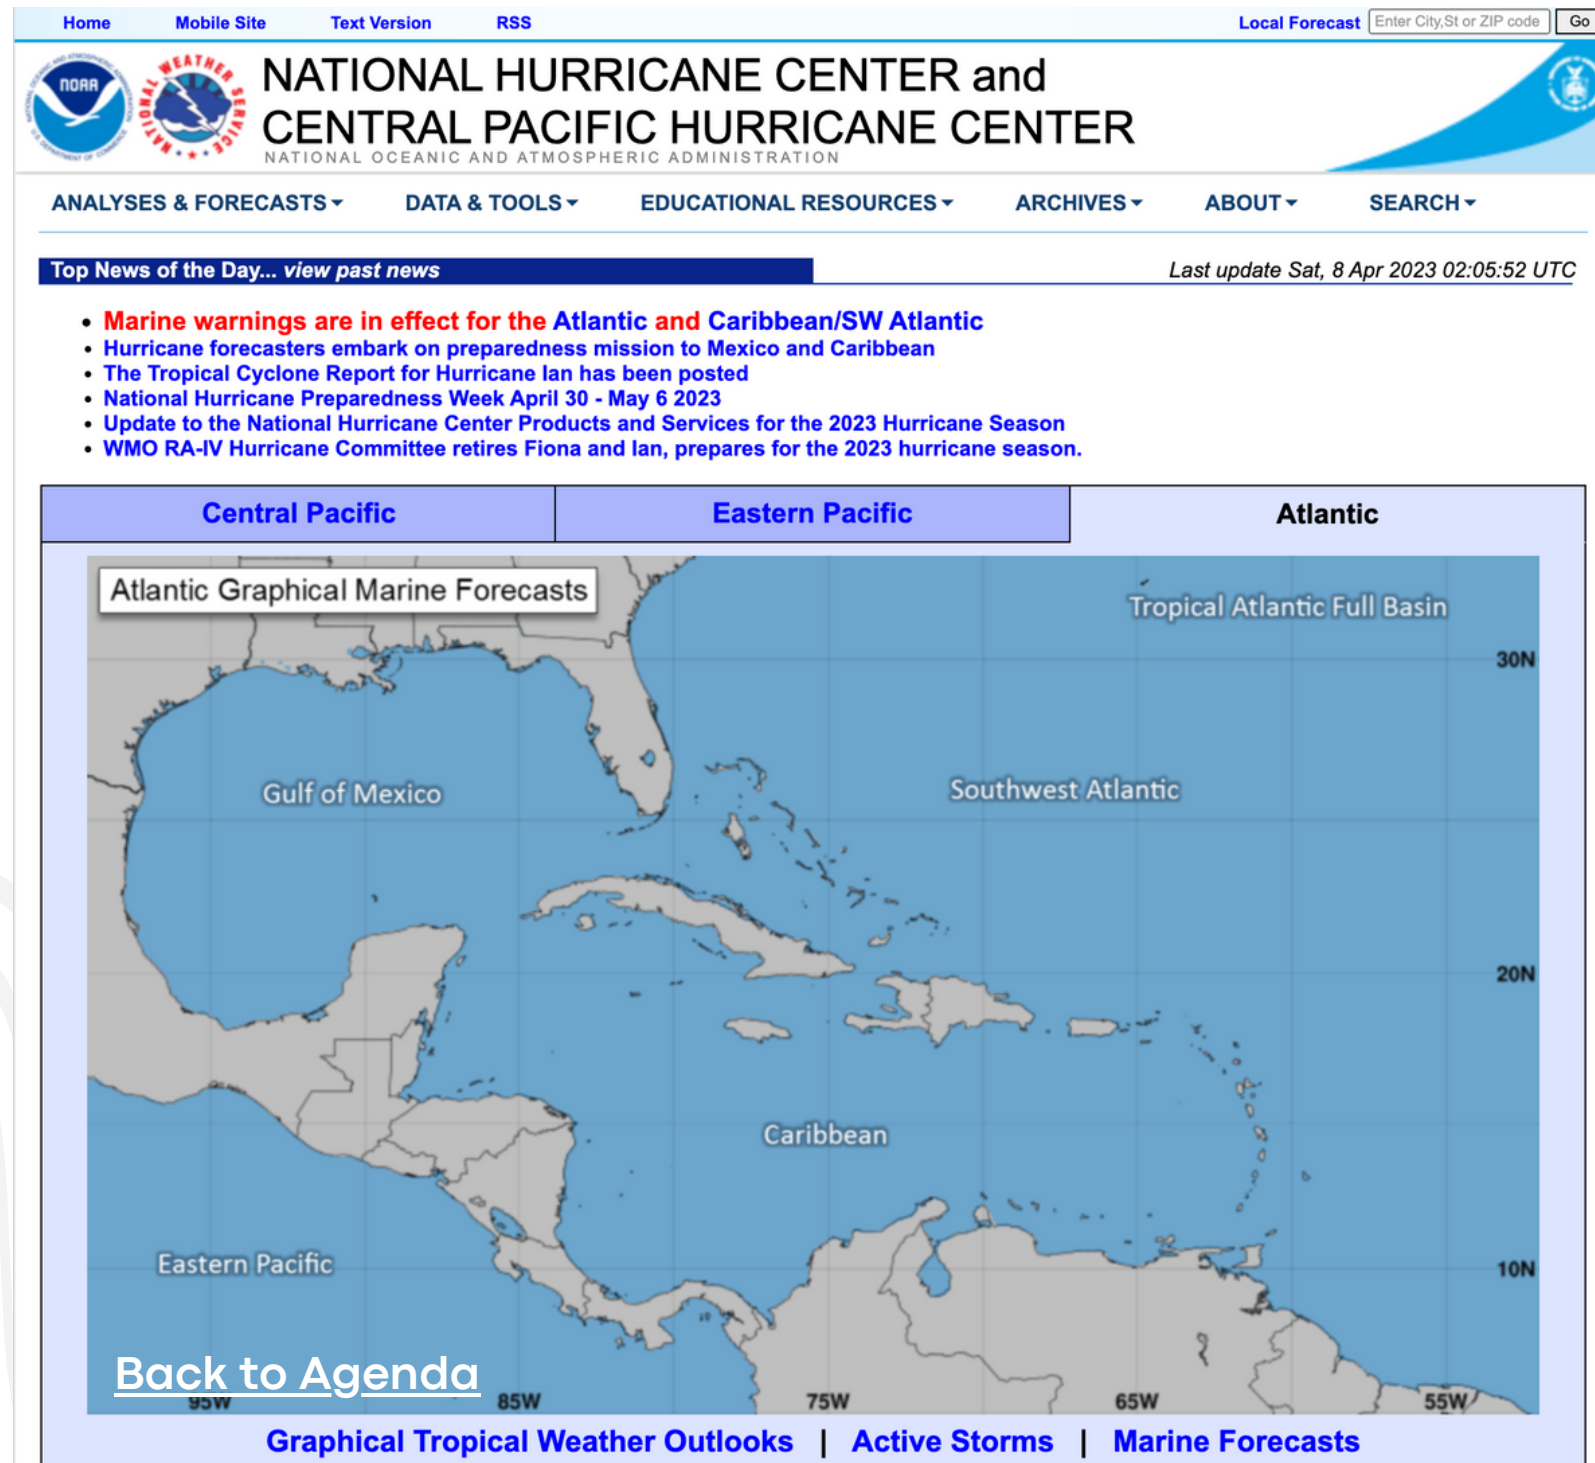 Home Mobile Site Text Version RSS Local Forecast Enter City,St or ZIP code Go
NOAA
NATIONAL WEATHER SERVICE
NATIONAL HURRICANE CENTER and
CENTRAL PACIFIC HURRICANE CENTER
NATIONAL OCEANIC AND ATMOSPHERIC ADMINISTRATION
ANALYSES & FORECASTS DATA & TOOLS EDUCATIONAL RESOURCES ARCHIVES ABOUT SEARCH
Top News of the Day... view past news Last update Sat, 8 Apr 2023 02:05:52 UTC
Marine warnings are in effect for the Atlantic and Caribbean/SW Atlantic
Hurricane forecasters embark on preparedness mission to Mexico and Caribbean
The Tropical Cyclone Report for Hurricane Ian has been posted
National Hurricane Preparedness Week April 30 - May 6 2023
Update to the National Hurricane Center Products and Services for the 2023 Hurricane Season
WMO RA-IV Hurricane Committee retires Fiona and Ian, prepares for the 2023 hurricane season.
Central Pacific Eastern Pacific Atlantic
Atlantic Graphical Marine Forecasts
Tropical Atlantic Full Basin
30N
Gulf of Mexico Southwest Atlantic
20N
Caribbean
Eastern Pacific
10N
Back to Agenda
95W 85W 75W 65W 55W
Graphical Tropical Weather Outlooks | Active Storms | Marine Forecasts